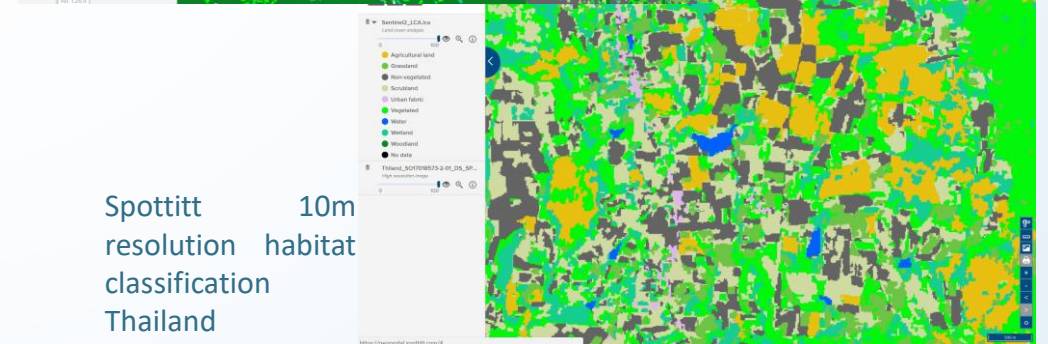 Sentinel2_LCA.lca
Land cover analysis
0 100
Agricultural land
Grassland
Non-vegetated
Scrubland
Urban fabric
Vegetated
Water
Wetland
Woodland
No data
High resolution image
0 100
Spottitt 10m
resolution habitat
classification
Thailand